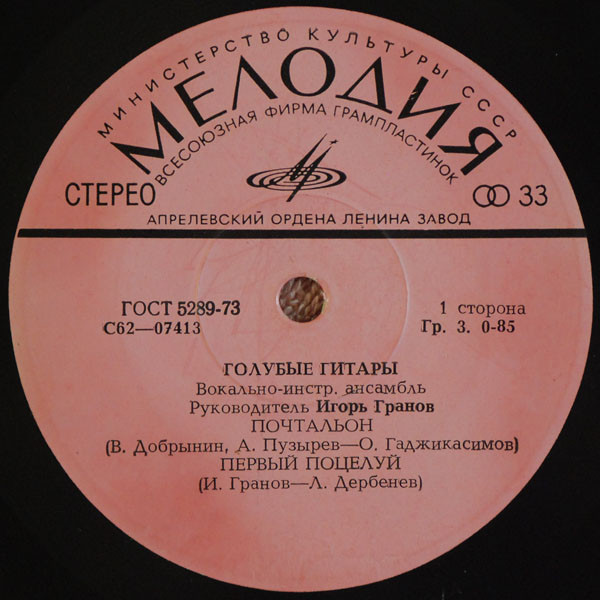 МИНИСТЕРСТВО КУЛЬТУРЫ СССР
МЕЛОДИЯ
ВСЕСОЮЗНАЯ ФИРМА ГРАМПЛАСТИНОК
СТЕРЕО
33
АПРЕЛЕВСКИЙ ОРДЕНА ЛЕНИНА ЗАВОД
ГОСТ 5289-73
С62—07413
1 сторона
Гр. 3. 0-85
ГОЛУБЫЕ ГИТАРЫ
Вокально-инстр. ансамбль
Руководитель Игорь Гранов
ПОЧТАЛЬОН
(В. Добрынин, А. Пузырев—О. Гаджикасимов)
ПЕРВЫЙ ПОЦЕЛУЙ
(И. Гранов—Л. Дербенев)